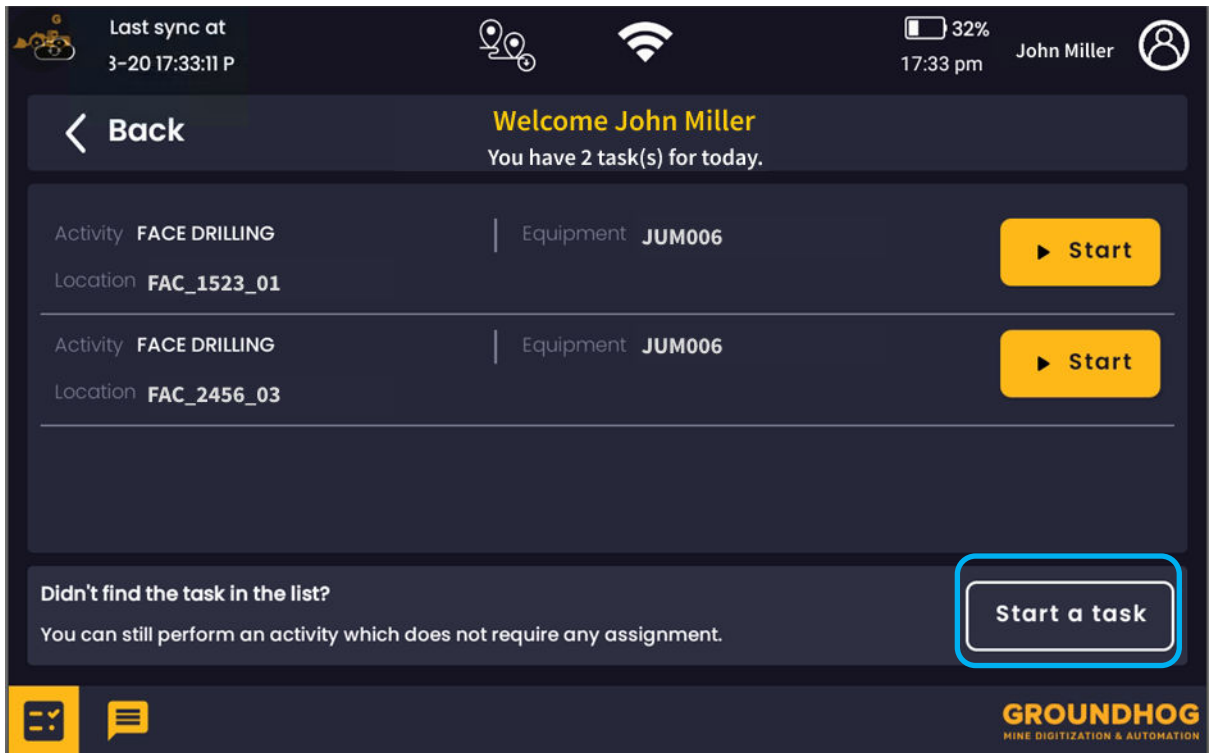 G
Last sync at
3-20 17:33:11 P
32%
17:33 pm
John Miller
Back
Welcome John Miller
You have 2 task(s) for today.
Activity FACE DRILLING
Equipment JUM006
Start
Location FAC_1523_01
Activity FACE DRILLING
Equipment JUM006
Start
Location FAC_2456_03
Didn't find the task in the list?
You can still perform an activity which does not require any assignment.
Start a task
GROUNDHOG
MINE DIGITIZATION & AUTOMATION